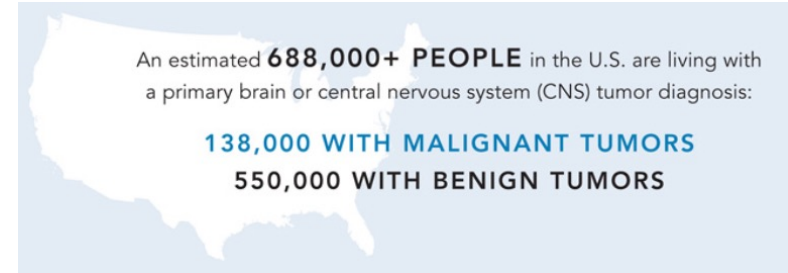 An estimated 688,000+ PEOPLE in the U.S. are living with
a primary brain or central nervous system (CNS) tumor diagnosis:
138,000 WITH MALIGNANT TUMORS
550,000 WITH BENIGN TUMORS